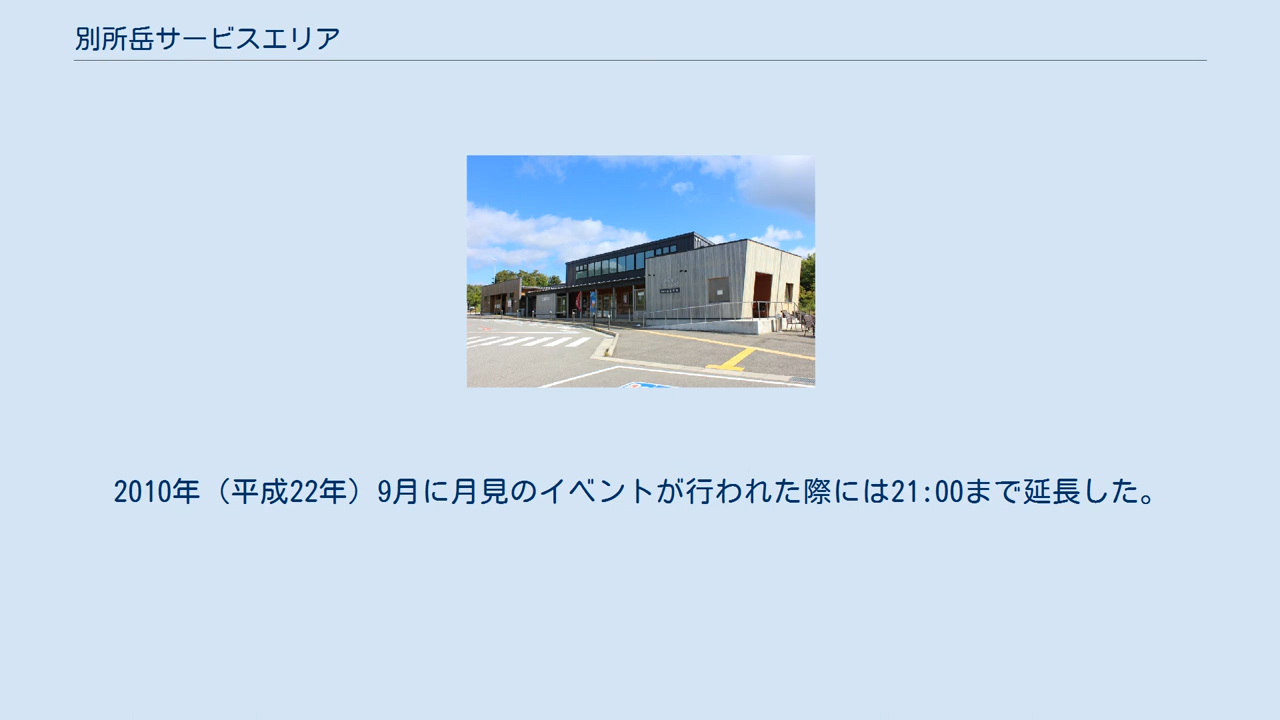 別所岳サービスエリア
2010年（平成22年）9月に月見のイベントが行われた際には21:00まで延長した。